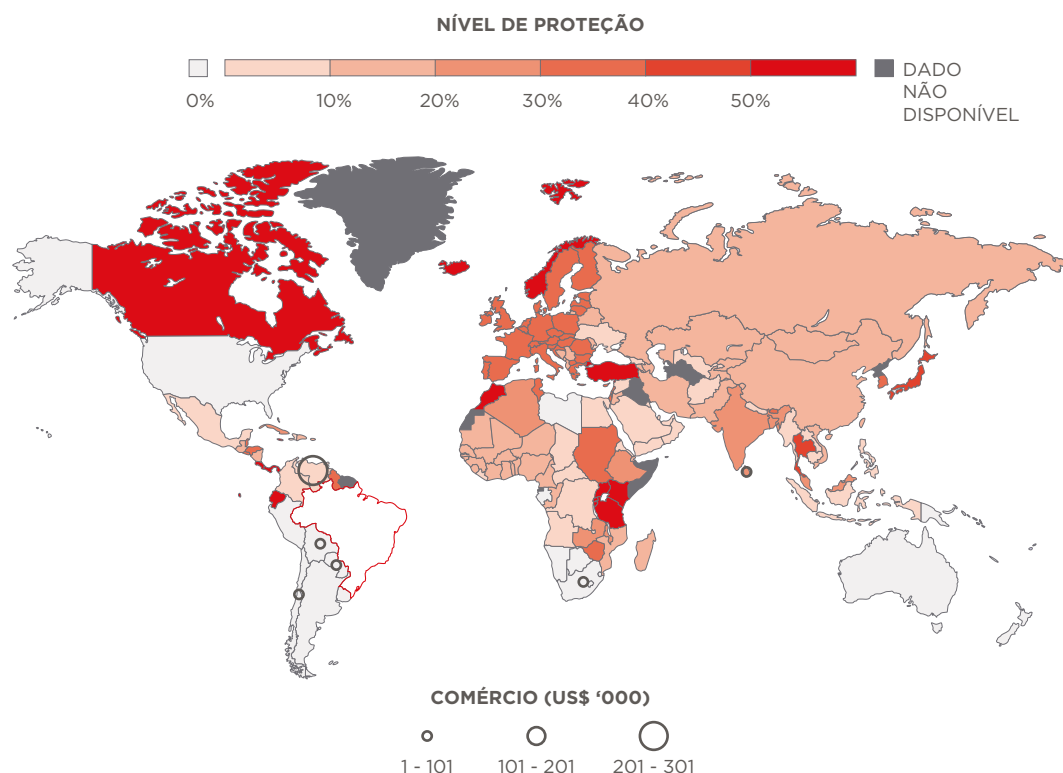 NÍVEL DE PROTEÇÃO
0% 10% 20% 30% 40% 50%
DADO
NÃO
DISPONÍVEL
COMÉRCIO (US$ ‘000)
1 - 101 101 - 201 201 - 301